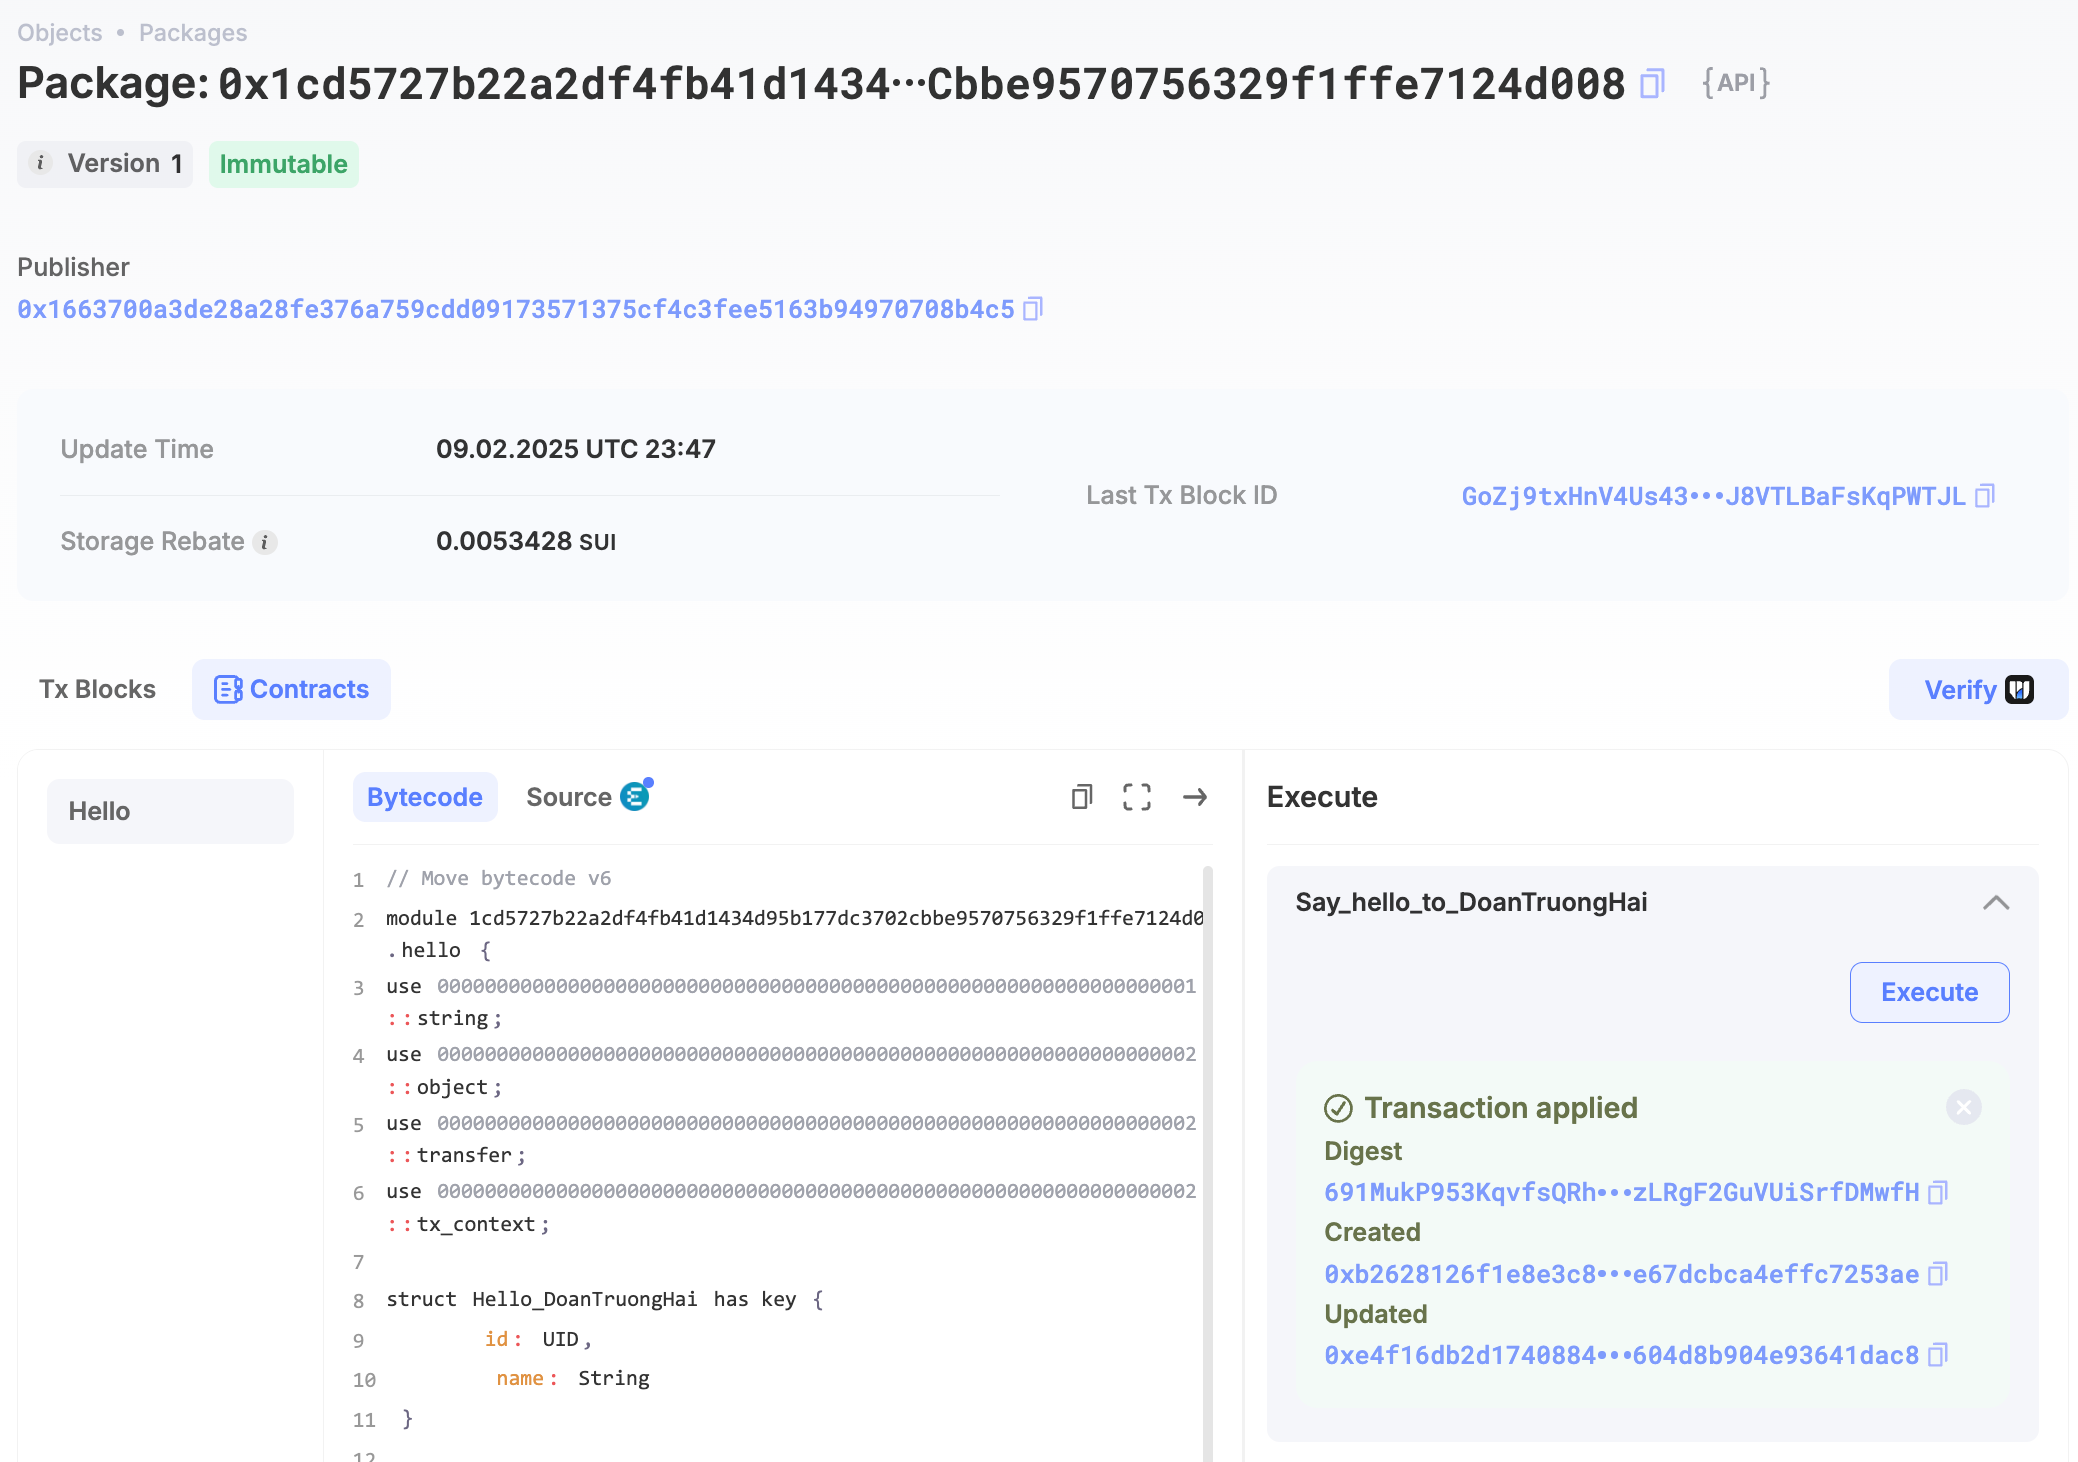 Objects • Packages
Package: 0x1cd5727b22a2df4fb41d1434···Cbbe9570756329f1ffe7124d008 {API}
i Version 1 Immutable
Publisher
0x1663700a3de28a28fe376a759cdd09173571375cf4c3fee5163b94970708b4c5
Update Time 09.02.2025 UTC 23:47
Last Tx Block ID GoZj9txHnV4Us43•••J8VTLBaFsKqPWTJL
Storage Rebate i 0.0053428 SUI
Tx Blocks Contracts Verify
Hello
Bytecode Source
1 // Move bytecode v6
2 module 1cd5727b22a2df4fb41d1434d95b177dc3702cbbe9570756329f1ffe7124d0
.hello {
3 use 0000000000000000000000000000000000000000000000000000000000000001
::string;
4 use 0000000000000000000000000000000000000000000000000000000000000002
::object;
5 use 0000000000000000000000000000000000000000000000000000000000000002
::transfer;
6 use 0000000000000000000000000000000000000000000000000000000000000002
::tx_context;
7
8 struct Hello_DoanTruongHai has key {
9 id: UID,
10 name: String
11 }
12
Execute
Say_hello_to_DoanTruongHai
Execute
Transaction applied
Digest
691MukP953KqvfsQRh•••zLRgF2GuVUiSrfDMwfH
Created
0xb2628126f1e8e3c8•••e67dcbca4effc7253ae
Updated
0xe4f16db2d1740884•••604d8b904e93641dac8